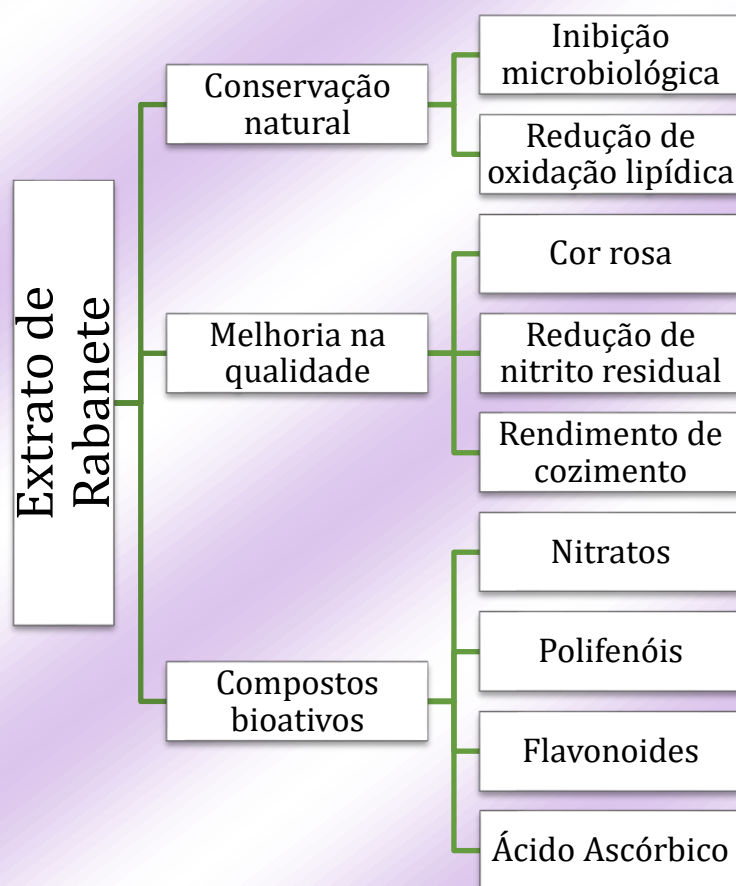 Extrato de
Rabanete
Conservação
natural
Inibição
microbiológica
Redução de
oxidação lipídica
Melhoria na
qualidade
Cor rosa
Redução de
nitrito residual
Rendimento de
cozimento
Compostos
bioativos
Nitratos
Polifenóis
Flavonoides
Ácido Ascórbico